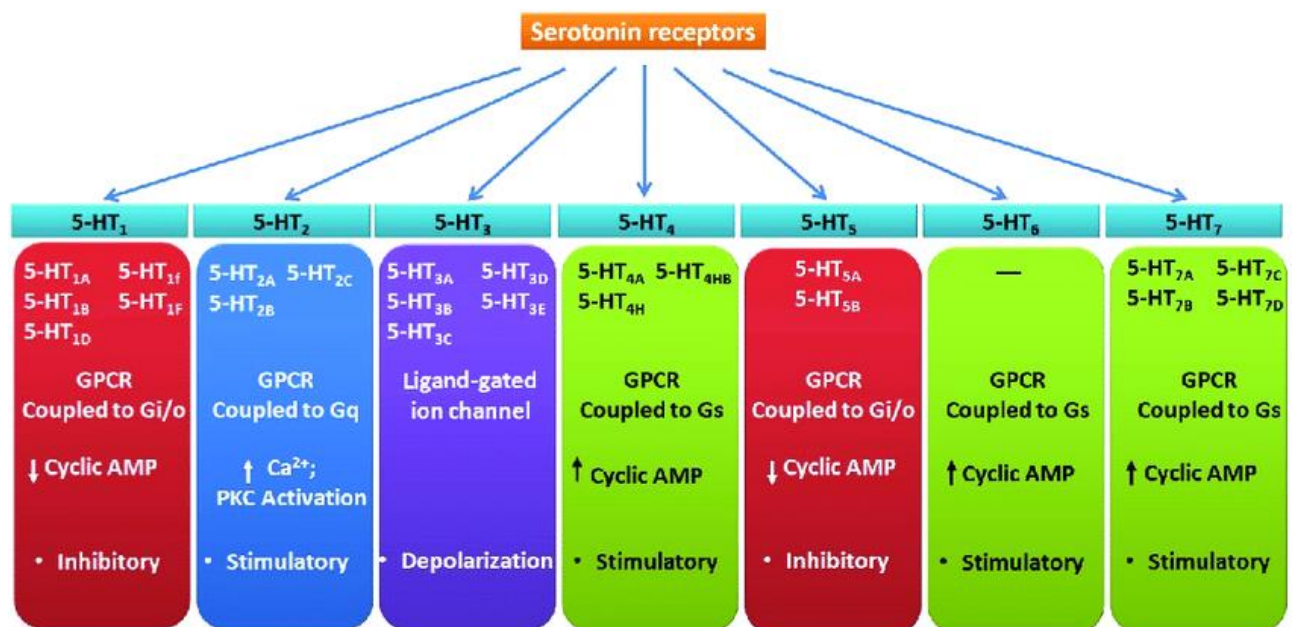 Serotonin receptors
5-HT₁
5-HT₂
5-HT₃
5-HT₄
5-HT₅
5-HT₆
5-HT₇
5-HT₁A 5-HT₁f
5-HT₁B 5-HT₁F
5-HT₁D
GPCR
Coupled to Gi/o
↓ Cyclic AMP
• Inhibitory
5-HT₂A 5-HT₂C
5-HT₂B
GPCR
Coupled to Gq
↑ Ca²⁺;
PKC Activation
• Stimulatory
5-HT₃A 5-HT₃D
5-HT₃B 5-HT₃E
5-HT₃C
Ligand-gated
ion channel
• Depolarization
5-HT₄A 5-HT₄HB
5-HT₄H
GPCR
Coupled to Gs
↑ Cyclic AMP
• Stimulatory
5-HT₅A
5-HT₅B
GPCR
Coupled to Gi/o
↓ Cyclic AMP
• Inhibitory
—
GPCR
Coupled to Gs
↑ Cyclic AMP
• Stimulatory
5-HT₇A 5-HT₇C
5-HT₇B 5-HT₇D
GPCR
Coupled to Gs
↑ Cyclic AMP
• Stimulatory